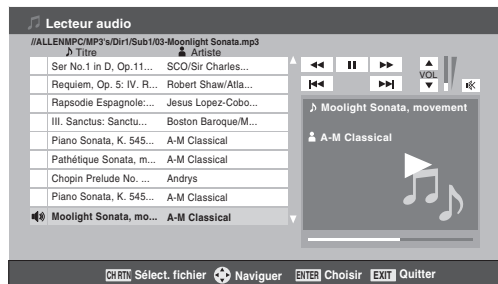 Lecteur audio
//ALLENMPC/MP3's/Dir1/Sub1/03-Moonlight Sonata.mp3
Titre Artiste
Ser No.1 in D, Op.11... SCO/Sir Charles...
Requiem, Op. 5: IV. R... Robert Shaw/Atla...
Rapsodie Espagnole:... Jesus Lopez-Cobo...
III. Sanctus: Sanctu... Boston Baroque/M...
Piano Sonata, K. 545... A-M Classical
Pathétique Sonata, m... A-M Classical
Chopin Prelude No. ... Andrys
Piano Sonata, K. 545... A-M Classical
Moolight Sonata, mo... A-M Classical
VOL
Moolight Sonata, movement
A-M Classical
CH RTN Sélect. fichier Naviguer ENTER Choisir EXIT Quitter